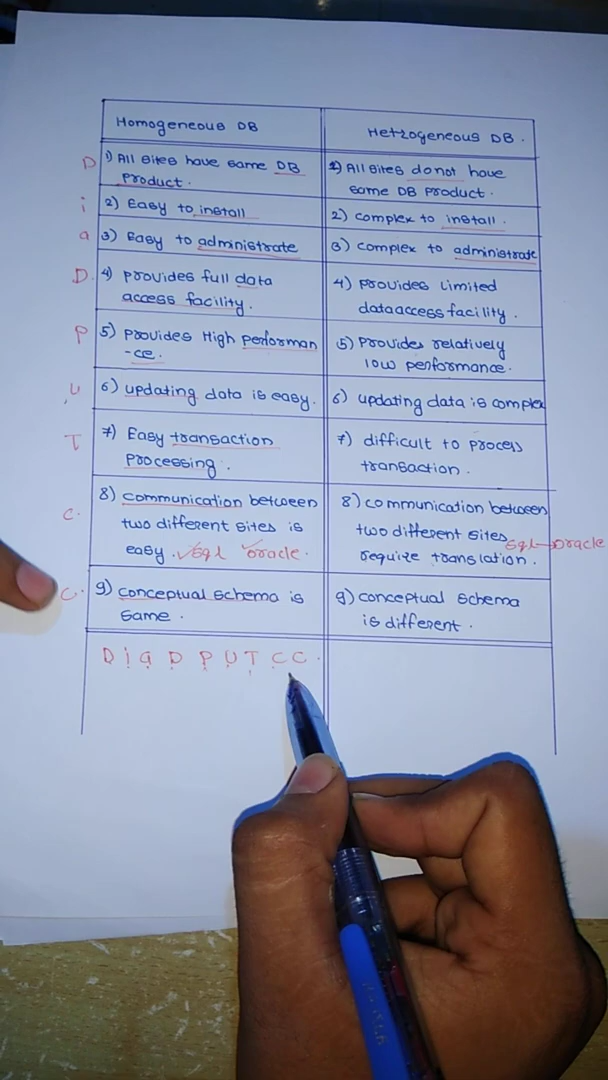 Homogeneous DB
Hetrogeneous DB.
D 1) All sites have same DB
product.
1) All sites donot have
same DB product.
i 2) Easy to install
2) complex to install.
a 3) Easy to administrate
3) complex to administrate
D. 4) provides full data
access facility.
4) provides limited
dataaccess facility.
P 5) provides High performan
-ce.
5) provides relatively
low performance.
U 6) updating data is easy.
6) updating data is complex
T 7) Easy transaction
processing.
7) difficult to process
transaction.
C. 8) communication between
two different sites is
easy. ✓sql ✓oracle.
8) communication between
two different sites sql→oracle
require translation.
C. 9) conceptual schema is
same.
9) conceptual schema
is different.
D i a D P U T C C.